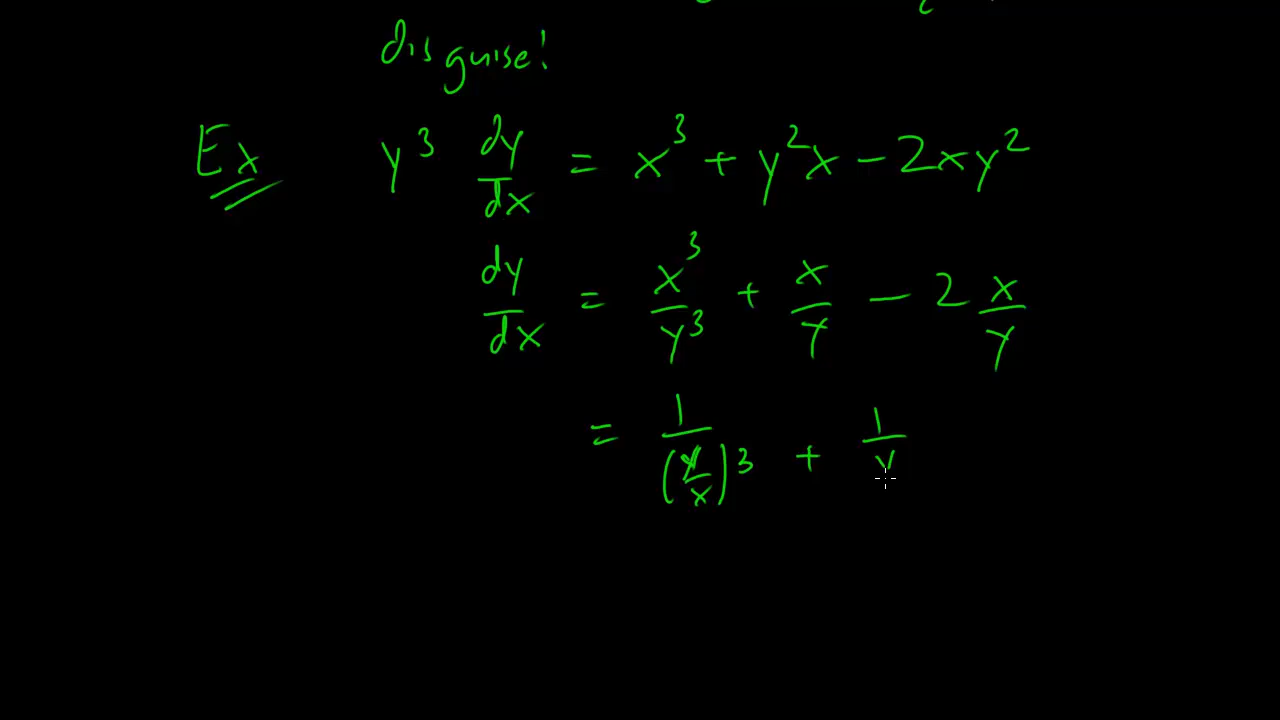 disguise!
Ex y³ dy/dx = x³ + y²x − 2xy²
dy/dx = x³/y³ + x/y − 2 x/y
= 1/(y/x)³ + 1/y